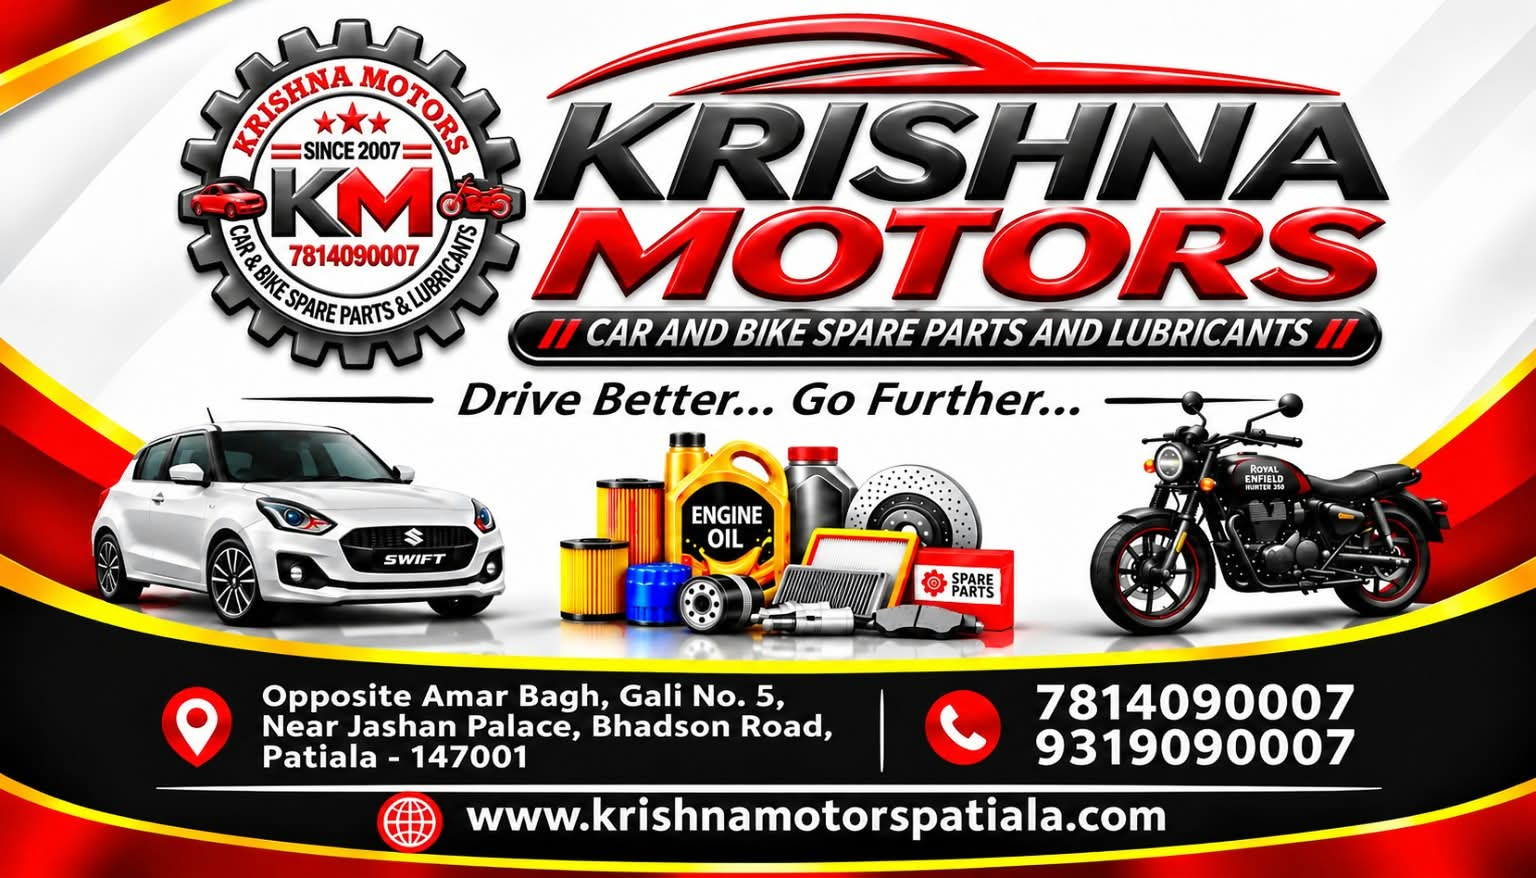 KRISHNA MOTORS
SINCE 2007
KM
7814090007
CAR & BIKE SPARE PARTS & LUBRICANTS
KRISHNA
MOTORS
// CAR AND BIKE SPARE PARTS AND LUBRICANTS //
Drive Better... Go Further...
SWIFT
ENGINE
OIL
SPARE
PARTS
ROYAL
ENFIELD
HUNTER 350
Opposite Amar Bagh, Gali No. 5,
Near Jashan Palace, Bhadson Road,
Patiala - 147001
7814090007
9319090007
www.krishnamotorspatiala.com